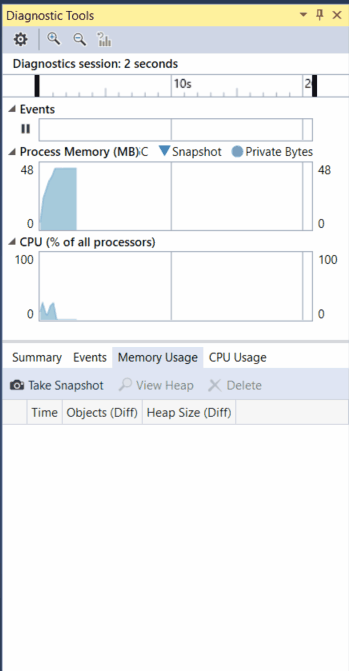 Diagnostic Tools
Diagnostics session: 2 seconds
10s 2
Events
Process Memory (MB) C Snapshot Private Bytes
48 48
0 0
CPU (% of all processors)
100 100
0 0
Summary Events Memory Usage CPU Usage
Take Snapshot View Heap Delete
Time Objects (Diff) Heap Size (Diff)